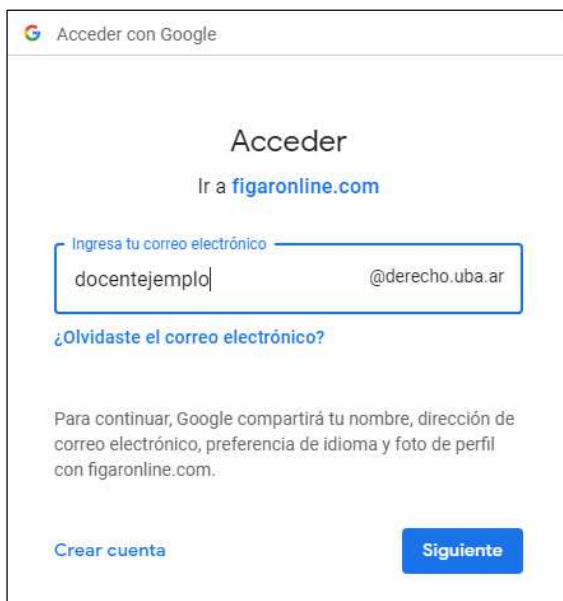 Acceder con Google
Acceder
Ir a figaronline.com
Ingresa tu correo electrónico
docentejemplo @derecho.uba.ar
¿Olvidaste el correo electrónico?
Para continuar, Google compartirá tu nombre, dirección de
correo electrónico, preferencia de idioma y foto de perfil
con figaronline.com.
Crear cuenta Siguiente